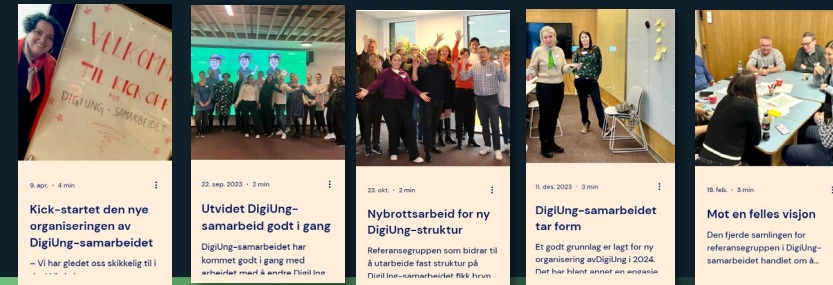 VELKOMM
TIL KICK-OFF
FOR
DIGIUNG-SAMARBEIDET
9. apr. · 4 min
Kick-startet den nye
organiseringen av
DigiUng-samarbeidet
– Vi har gledet oss skikkelig til i
22. sep. 2023 · 2 min
Utvidet DigiUng-
samarbeid godt i gang
DigiUng-samarbeidet har
kommet godt i gang med
arbeidet med å endre DigiUng
23. okt. · 2 min
Nybrottsarbeid for ny
DigiUng-struktur
Referansegruppen som bidrar til
å utarbeide fast struktur på
DigiUng-samarbeidet fikk bryn
11. des. 2023 · 3 min
DigiUng-samarbeidet
tar form
Et godt grunnlag er lagt for ny
organisering avDigiUng i 2024.
Det har blant annet en engasje
19. feb. · 3 min
Mot en felles visjon
Den fjerde samlingen for
referansegruppen i DigiUng-
samarbeidet handlet om å...